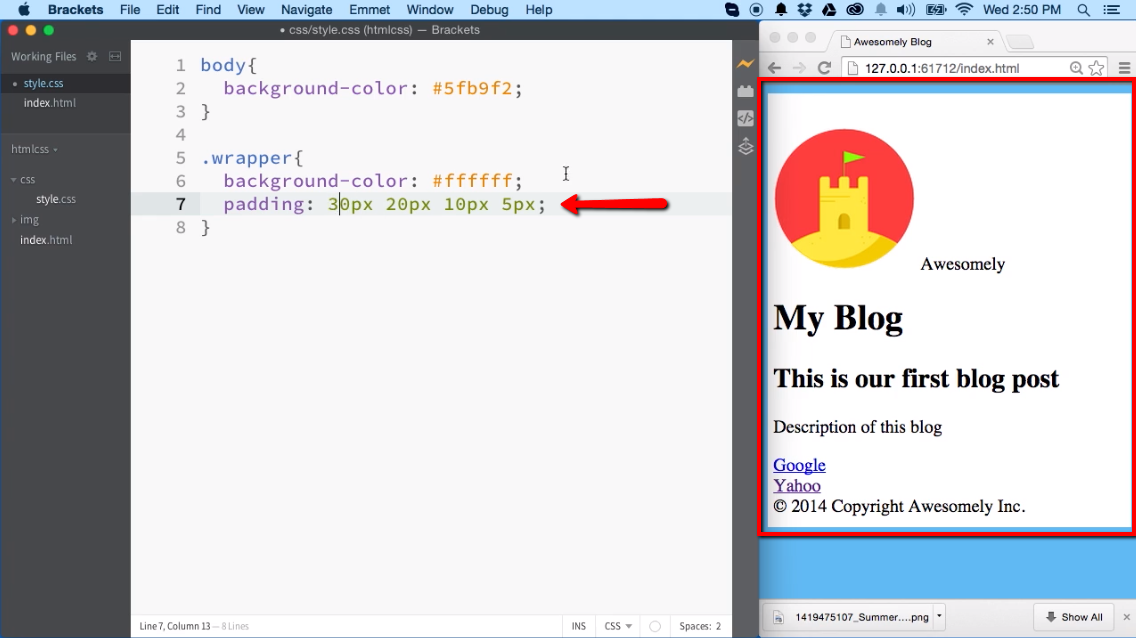 Brackets File Edit Find View Navigate Emmet Window Debug Help Wed 2:50 PM
css/style.css (htmlcss) — Brackets
Awesomely Blog
127.0.0.1:61712/index.html
Working Files
style.css
index.html
htmlcss
css
style.css
img
index.html
1 body{
2 background-color: #5fb9f2;
3 }
4
5 .wrapper{
6 background-color: #ffffff;
7 padding: 30px 20px 10px 5px;
8 }
Awesomely
My Blog
This is our first blog post
Description of this blog
Google
Yahoo
© 2014 Copyright Awesomely Inc.
Line 7, Column 13 — 8 Lines
INS CSS Spaces: 2
1419475107_Summer....png Show All